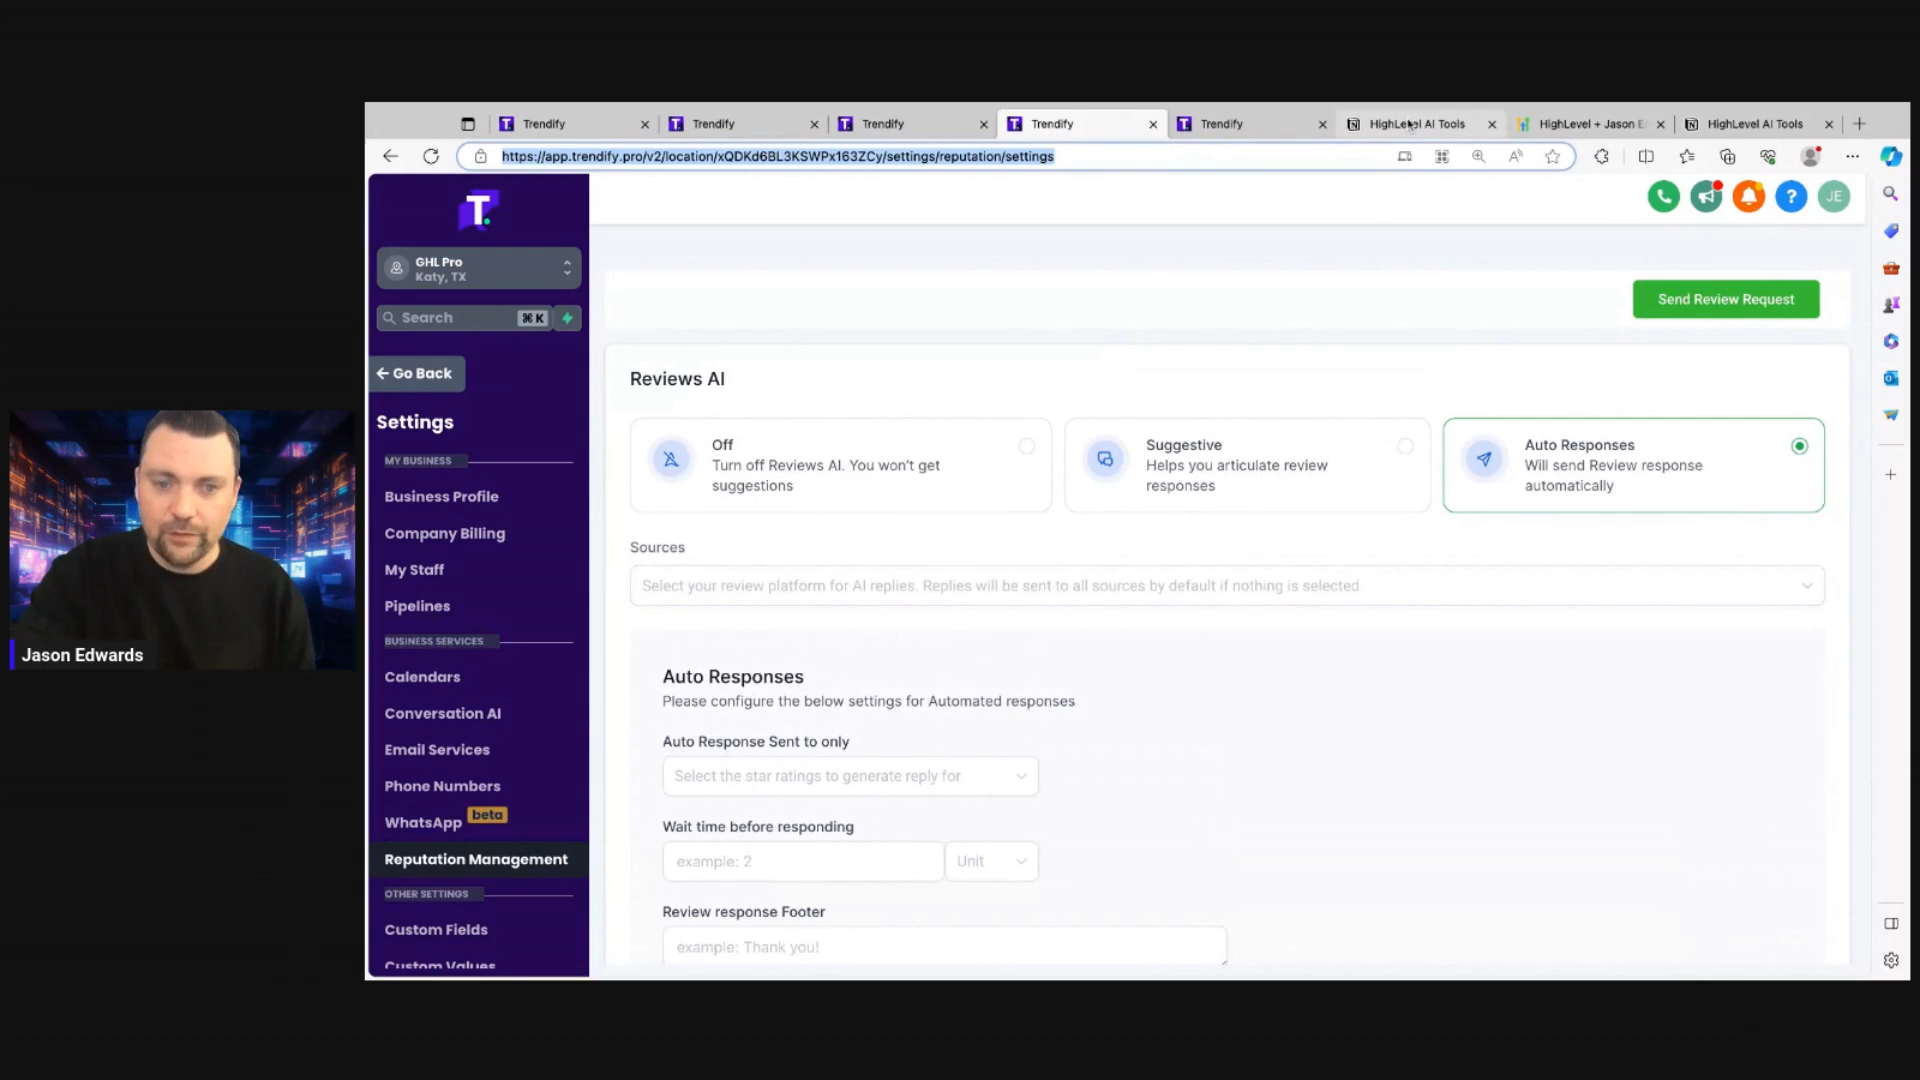 Trendify
Trendify
Trendify
Trendify
Trendify
HighLevel AI Tools
HighLevel + Jason E
HighLevel AI Tools
https://app.trendify.pro/v2/location/xQDKd6BL3KSWPx163ZCy/settings/reputation/settings
T.
JE
GHL Pro
Katy, TX
Search
⌘ K
Send Review Request
← Go Back
Settings
MY BUSINESS
Business Profile
Company Billing
My Staff
Pipelines
BUSINESS SERVICES
Calendars
Conversation AI
Email Services
Phone Numbers
WhatsApp beta
Reputation Management
OTHER SETTINGS
Custom Fields
Custom Values
Reviews AI
Off
Turn off Reviews AI. You won't get
suggestions
Suggestive
Helps you articulate review
responses
Auto Responses
Will send Review response
automatically
Sources
Select your review platform for AI replies. Replies will be sent to all sources by default if nothing is selected
Auto Responses
Please configure the below settings for Automated responses
Auto Response Sent to only
Select the star ratings to generate reply for
Wait time before responding
example: 2
Unit
Review response Footer
example: Thank you!
Jason Edwards